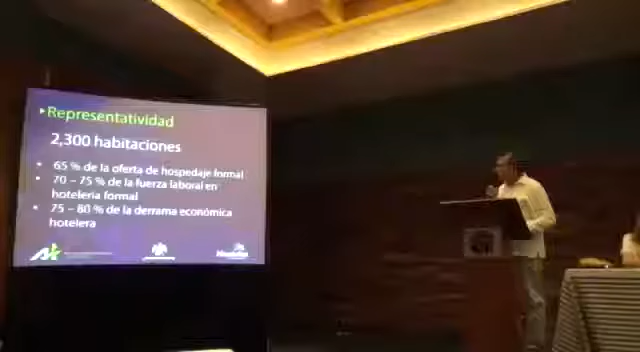 ▸Representatividad
2,300 habitaciones
• 65 % de la oferta de hospedaje formal
• 70 – 75 % de la fuerza laboral en
hotelería formal
• 75 – 80 % de la derrama económica
hotelera